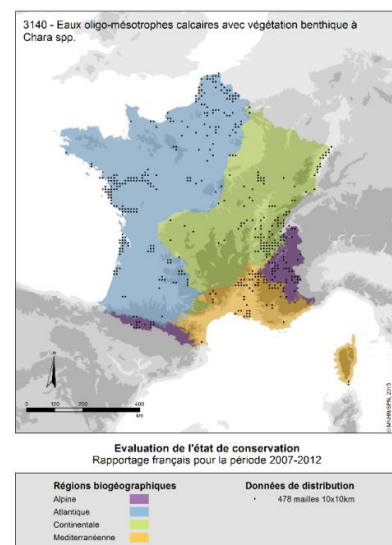 3140 - Eaux oligo-mésotrophes calcaires avec végétation benthique à
Chara spp.
0 100 200 400
km
© MNHN-SPN, 2013
Evaluation de l'état de conservation
Rapportage français pour la période 2007-2012
Régions biogéographiques
Alpine
Atlantique
Continentale
Mediterranéenne
Données de distribution
478 mailles 10x10km